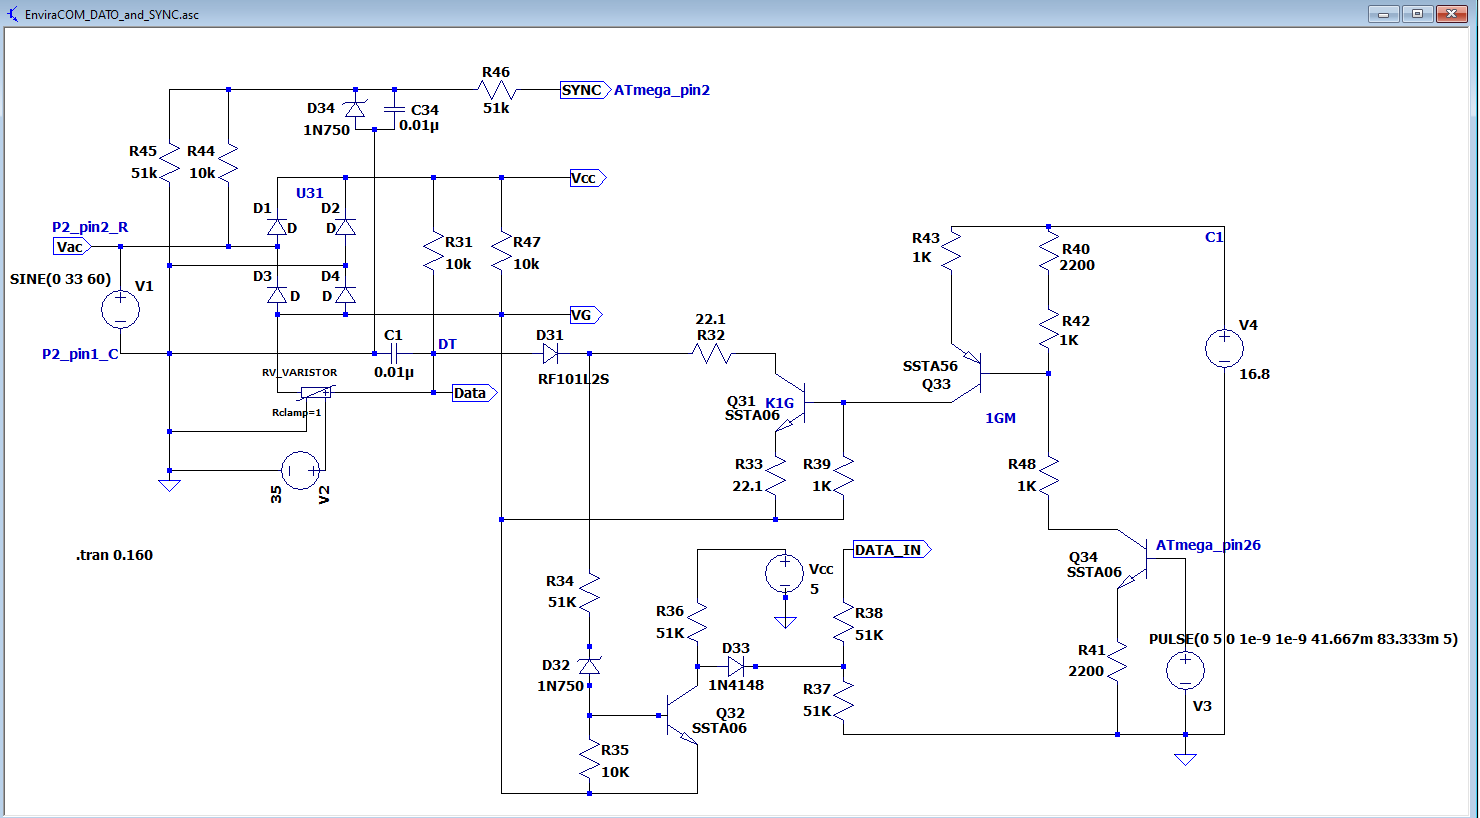 EnviraCOM_DATO_and_SYNC.asc
R46
SYNC
ATmega_pin2
51k
D34
1N750
C34
0.01µ
R45
51k
R44
10k
U31
Vcc
D1
D
D2
D
P2_pin2_R
Vac
R31
10k
R47
10k
R43
1K
R40
2200
C1
SINE(0 33 60)
V1
D3
D
D4
D
VG
22.1
R32
R42
1K
V4
16.8
P2_pin1_C
C1
0.01µ
DT
D31
RF101L2S
SSTA56
Q33
RV_VARISTOR
Rclamp=1
Data
Q31
SSTA06
K1G
1GM
R33
22.1
R39
1K
R48
1K
35
V2
.tran 0.160
Vcc
5
DATA_IN
Q34
SSTA06
ATmega_pin26
R34
51K
R36
51K
R38
51K
PULSE(0 5 0 1e-9 1e-9 41.667m 83.333m 5)
D32
1N750
D33
1N4148
R37
51K
R41
2200
V3
Q32
SSTA06
R35
10K